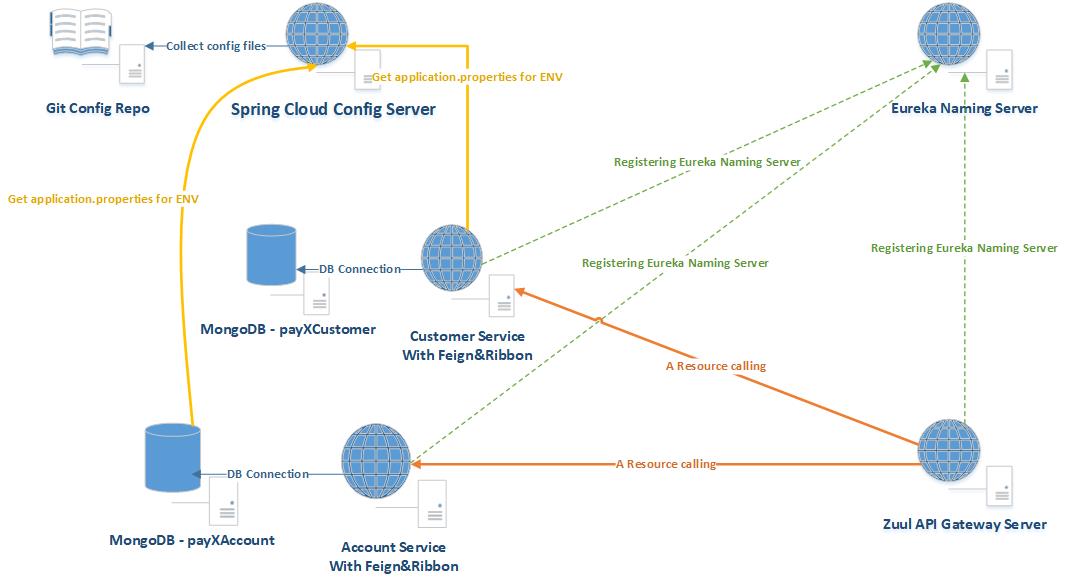 Collect config files
Get application.properties for ENV
Git Config Repo
Spring Cloud Config Server
Eureka Naming Server
Registering Eureka Naming Server
Get application.properties for ENV
Registering Eureka Naming Server
Registering Eureka Naming Server
DB Connection
MongoDB - payXCustomer
Customer Service
With Feign&Ribbon
A Resource calling
DB Connection
A Resource calling
MongoDB - payXAccount
Account Service
With Feign&Ribbon
Zuul API Gateway Server